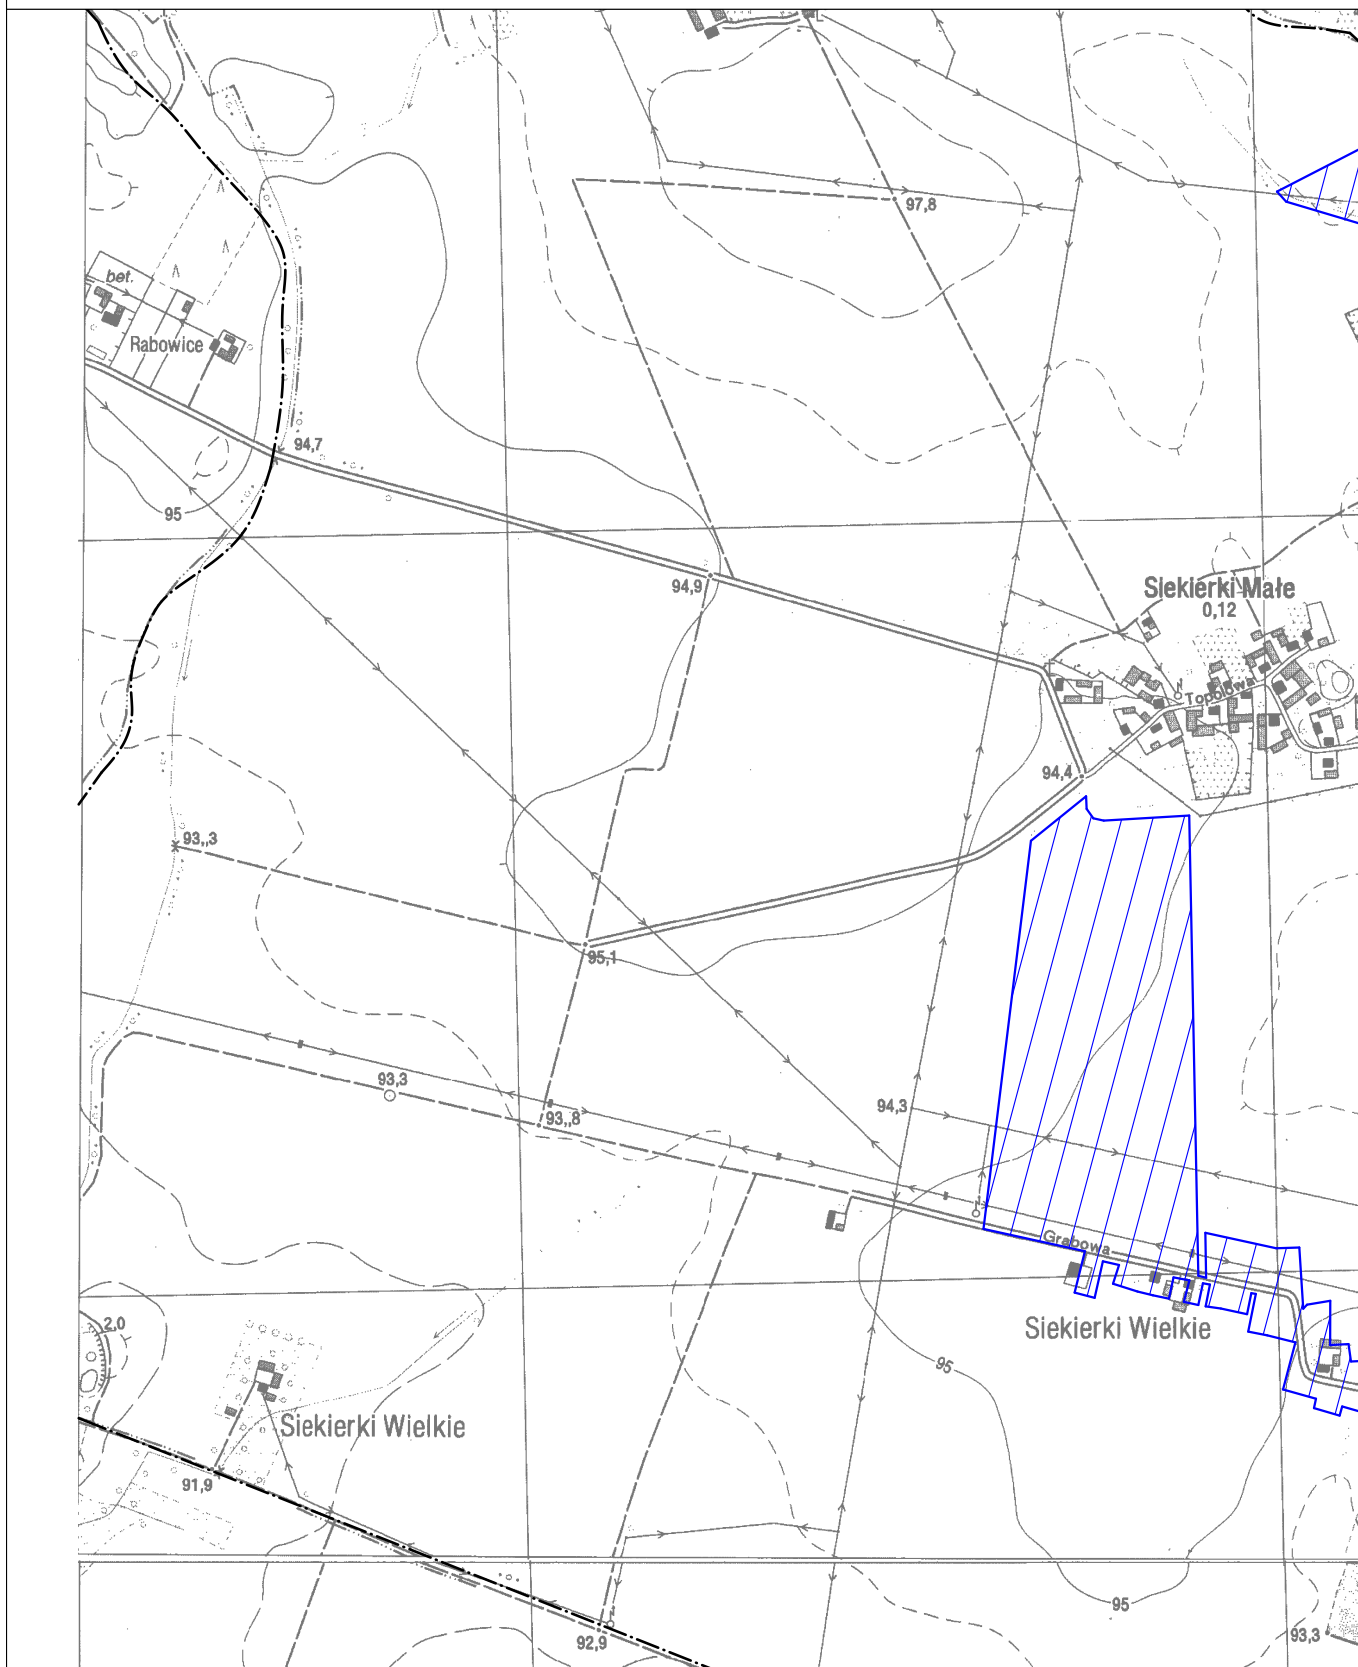 97,8
bet.
Rabowice
94,7
95
94,9
Siekierki Małe
0,12
Topolowa
94,4
93,,3
95,1
93,3
93,,8
94,3
Grabowa
2,0
Siekierki Wielkie
95
Siekierki Wielkie
91,9
95
92,9
93,3